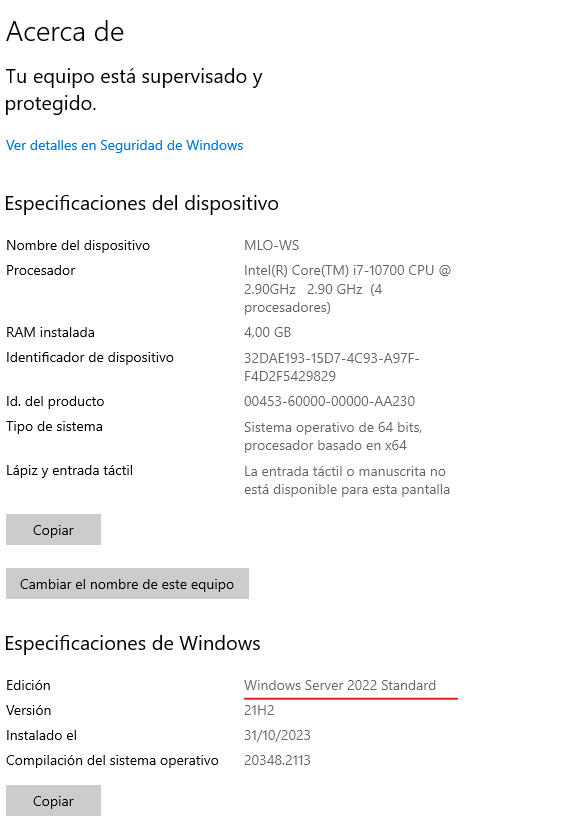 Acerca de
Tu equipo está supervisado y
protegido.
Ver detalles en Seguridad de Windows
Especificaciones del dispositivo
Nombre del dispositivo MLO-WS
Procesador Intel(R) Core(TM) i7-10700 CPU @
2.90GHz 2.90 GHz (4
procesadores)
RAM instalada 4,00 GB
Identificador de dispositivo 32DAE193-15D7-4C93-A97F-
F4D2F5429829
Id. del producto 00453-60000-00000-AA230
Tipo de sistema Sistema operativo de 64 bits,
procesador basado en x64
Lápiz y entrada táctil La entrada táctil o manuscrita no
está disponible para esta pantalla
Copiar
Cambiar el nombre de este equipo
Especificaciones de Windows
Edición Windows Server 2022 Standard
Versión 21H2
Instalado el 31/10/2023
Compilación del sistema operativo 20348.2113
Copiar